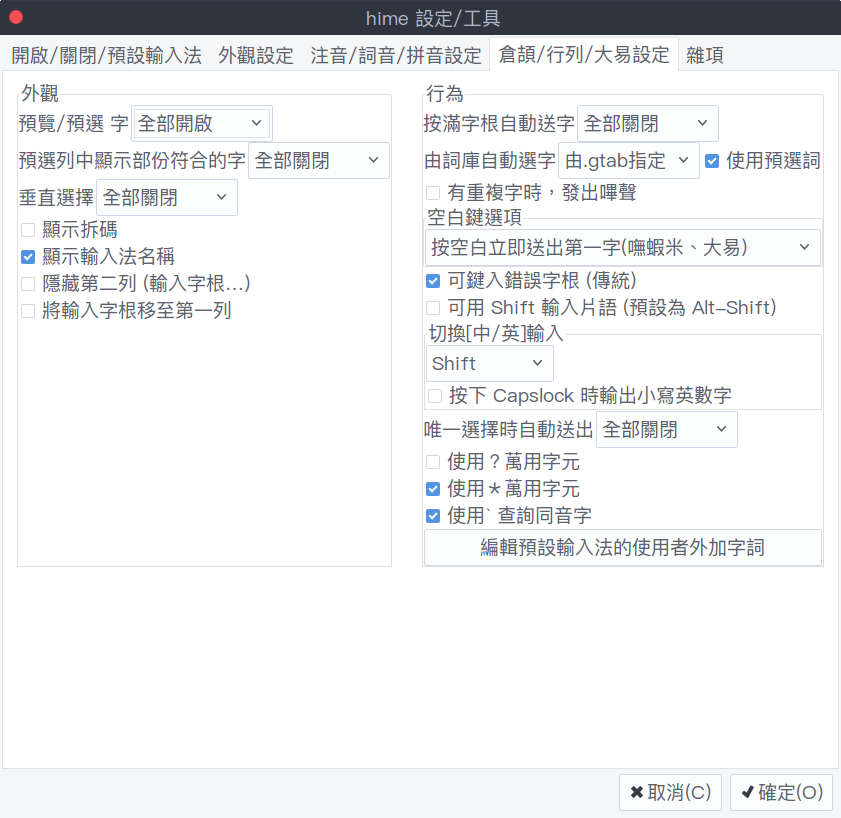 hime 設定/工具
開啟/關閉/預設輸入法 外觀設定 注音/詞音/拼音設定 倉頡/行列/大易設定 雜項
外觀
預覽/預選 字 全部開啟
預選列中顯示部份符合的字 全部關閉
垂直選擇 全部關閉
顯示拆碼
顯示輸入法名稱
隱藏第二列 (輸入字根...)
將輸入字根移至第一列
行為
按滿字根自動送字 全部關閉
由詞庫自動選字 由.gtab指定 使用預選詞
有重複字時，發出嗶聲
空白鍵選項
按空白立即送出第一字(嘸蝦米、大易)
可鍵入錯誤字根 (傳統)
可用 Shift 輸入片語 (預設為 Alt-Shift)
切換[中/英]輸入
Shift
按下 Capslock 時輸出小寫英數字
唯一選擇時自動送出 全部關閉
使用 ? 萬用字元
使用 * 萬用字元
使用` 查詢同音字
編輯預設輸入法的使用者外加字詞
取消(C) 確定(O)